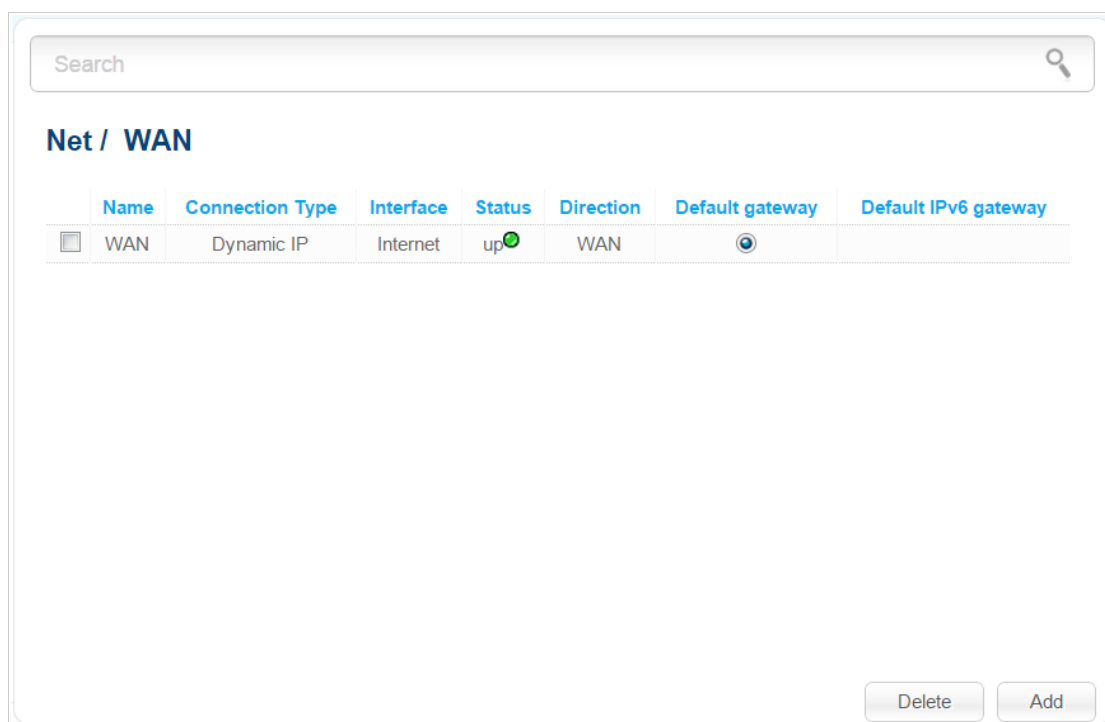 Search
Net / WAN
Name Connection Type Interface Status Direction Default gateway Default IPv6 gateway
WAN Dynamic IP Internet up WAN
Delete Add